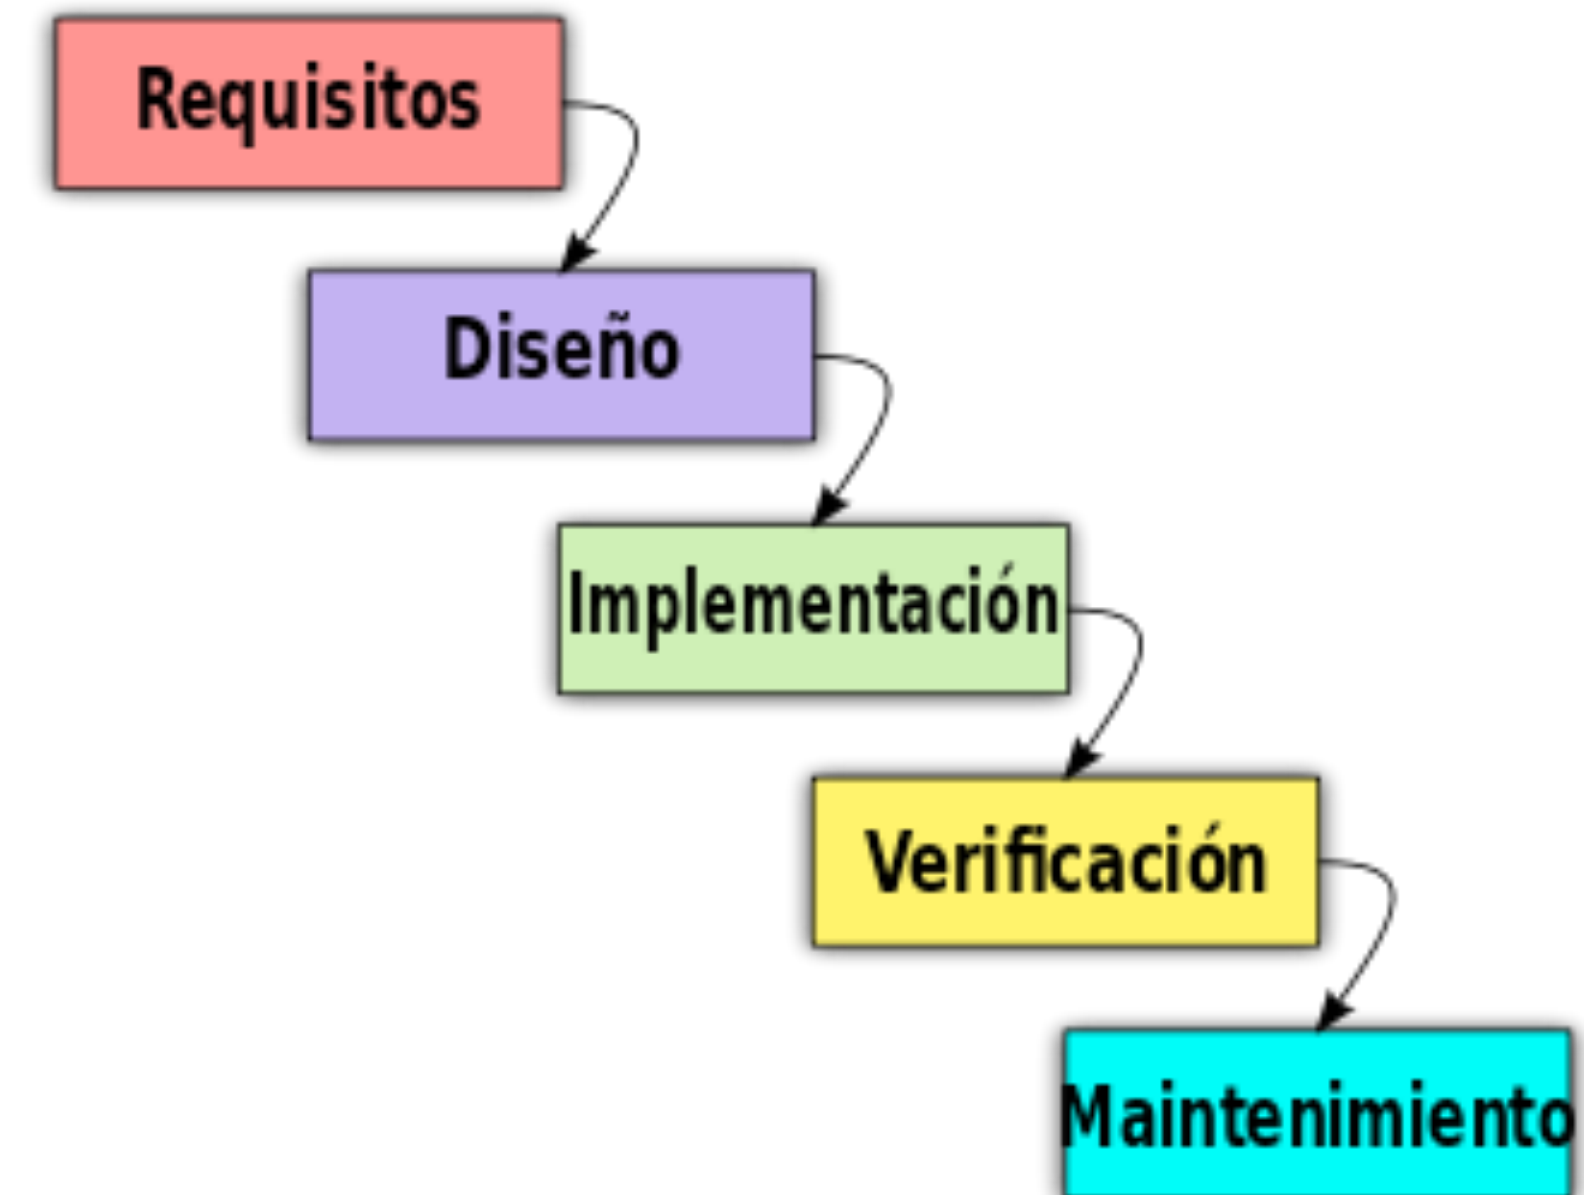 Requisitos
Diseño
Implementación
Verificación
Maintenimiento